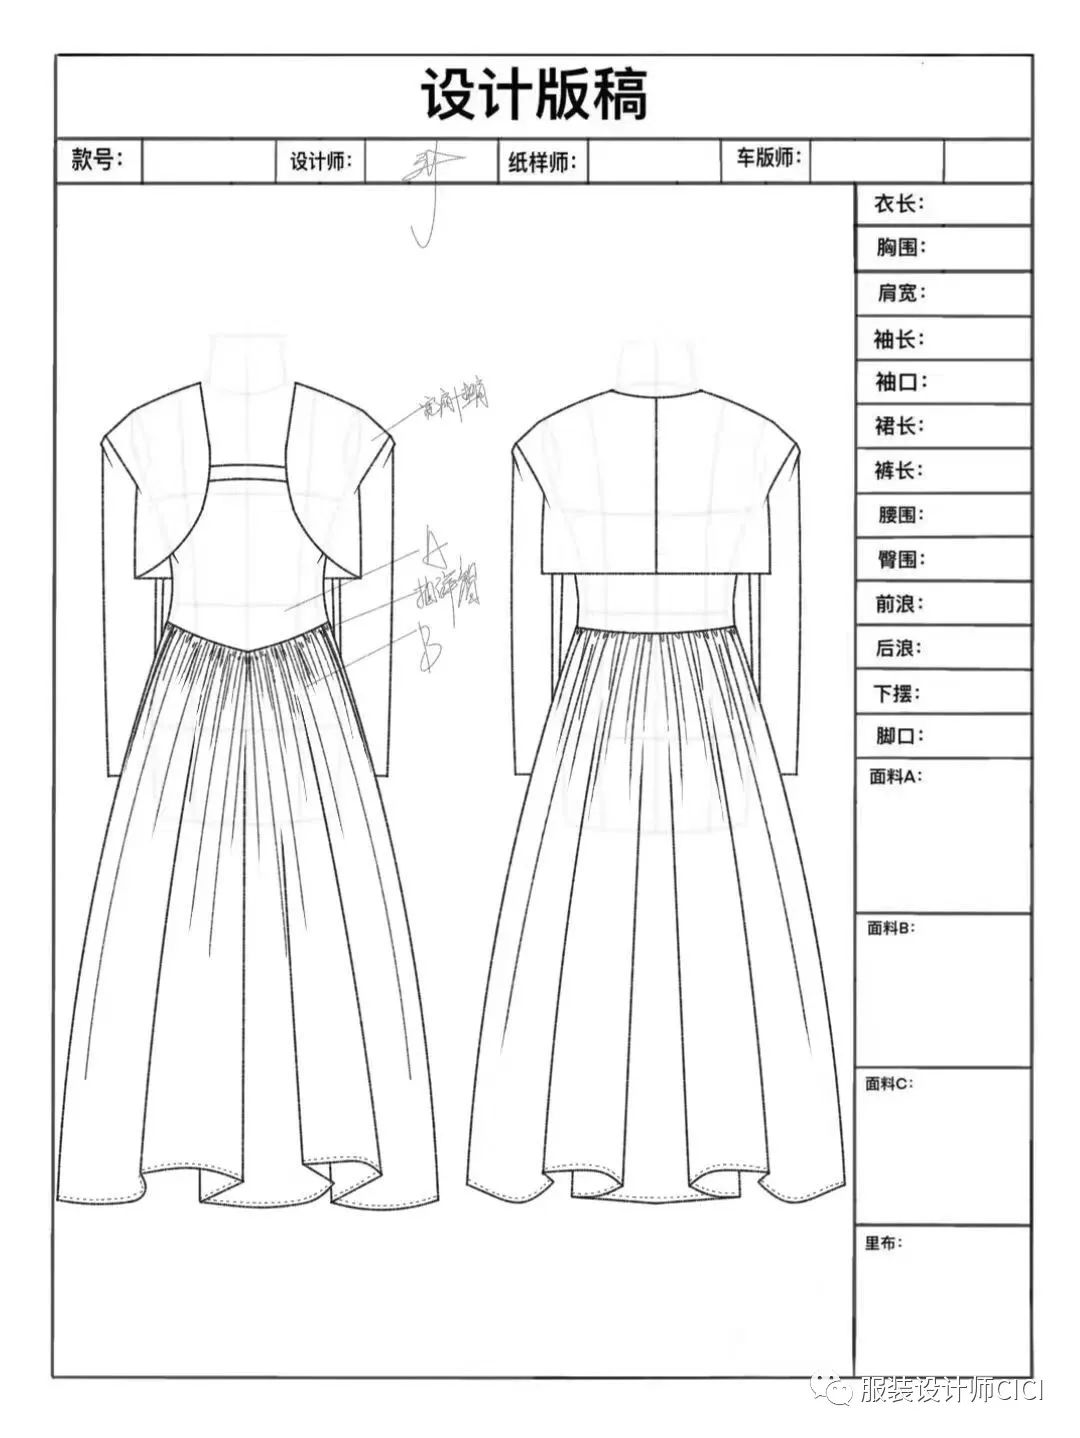 设计版稿
款号：
设计师：
纸样师：
车版师：
衣长：
胸围：
肩宽：
袖长：
袖口：
裙长：
裤长：
腰围：
臀围：
前浪：
后浪：
下摆：
脚口：
面料A：
面料B：
面料C：
里布：
A
抽碎褶
B
服装设计师CICI